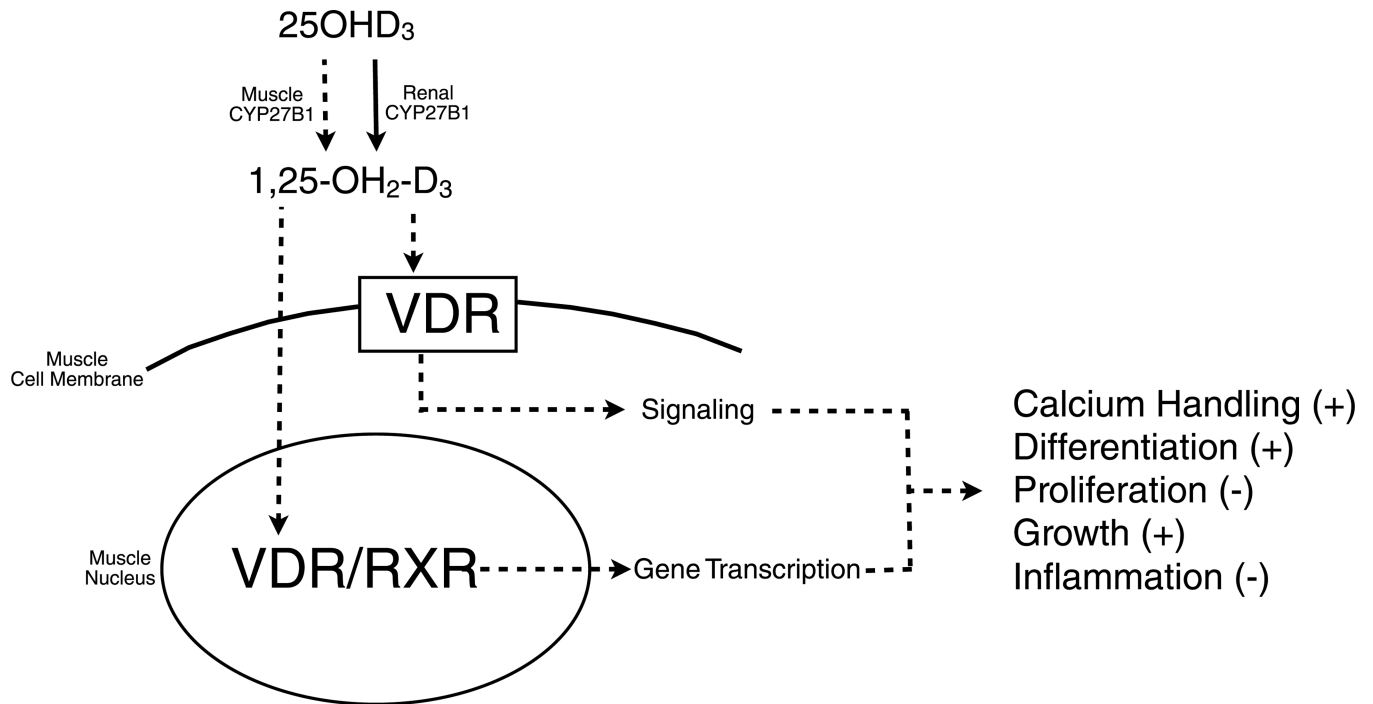 25OHD₃
Muscle
CYP27B1
Renal
CYP27B1
1,25-OH₂-D₃
VDR
Muscle
Cell Membrane
Signaling
Calcium Handling (+)
Differentiation (+)
Proliferation (-)
Growth (+)
Inflammation (-)
Muscle
Nucleus
VDR/RXR
Gene Transcription